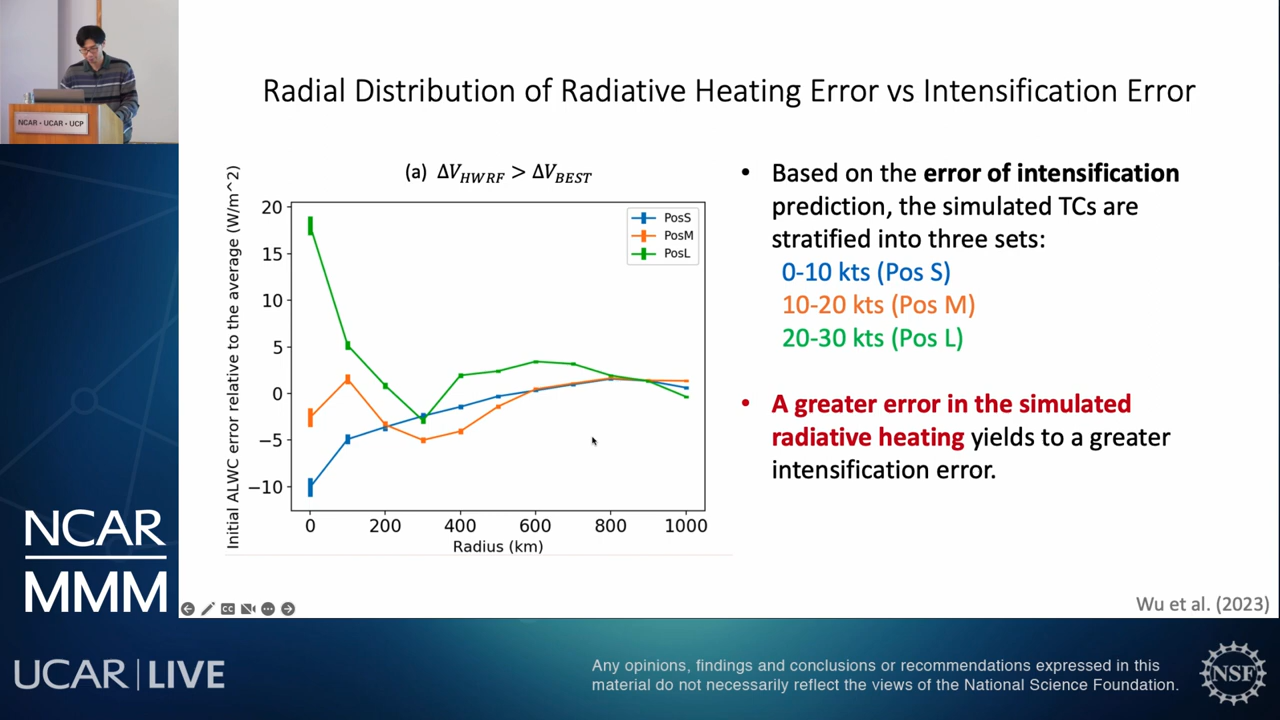 NCAR • UCAR • UCP
Radial Distribution of Radiative Heating Error vs Intensification Error
(a) ΔV_HWRF > ΔV_BEST
Initial ALWC error relative to the average (W/m^2)
20
15
10
5
0
−5
−10
PosS
PosM
PosL
0
200
400
600
800
1000
Radius (km)
• Based on the error of intensification
prediction, the simulated TCs are
stratified into three sets:
0-10 kts (Pos S)
10-20 kts (Pos M)
20-30 kts (Pos L)
• A greater error in the simulated
radiative heating yields to a greater
intensification error.
Wu et al. (2023)
CC
NCAR
MMM
UCAR | LIVE
Any opinions, findings and conclusions or recommendations expressed in this
material do not necessarily reflect the views of the National Science Foundation.
NSF